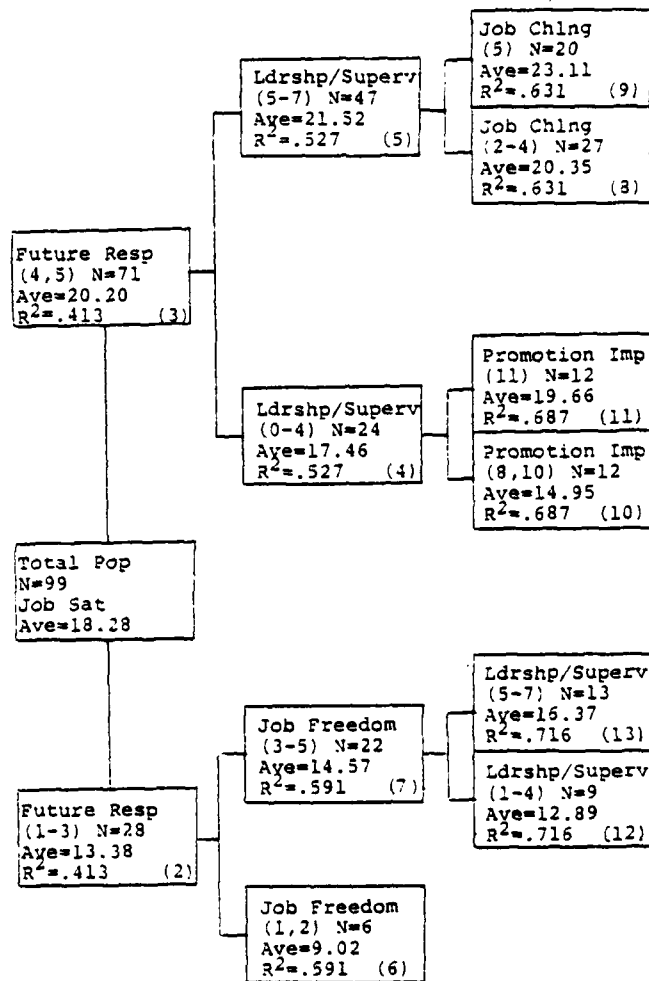 Job Chlng
(5) N=20
Ave=23.11
R²=.631 (9)
Job Chlng
(2-4) N=27
Ave=20.35
R²=.631 (8)
Ldrshp/Superv
(5-7) N=47
Ave=21.52
R²=.527 (5)
Future Resp
(4,5) N=71
Ave=20.20
R²=.413 (3)
Promotion Imp
(11) N=12
Ave=19.66
R²=.687 (11)
Promotion Imp
(8,10) N=12
Ave=14.95
R²=.687 (10)
Ldrshp/Superv
(0-4) N=24
Ave=17.46
R²=.527 (4)
Total Pop
N=99
Job Sat
Ave=18.28
Ldrshp/Superv
(5-7) N=13
Ave=16.37
R²=.716 (13)
Ldrshp/Superv
(1-4) N=9
Ave=12.89
R²=.716 (12)
Job Freedom
(3-5) N=22
Ave=14.57
R²=.591 (7)
Future Resp
(1-3) N=28
Ave=13.38
R²=.413 (2)
Job Freedom
(1,2) N=6
Ave=9.02
R²=.591 (6)